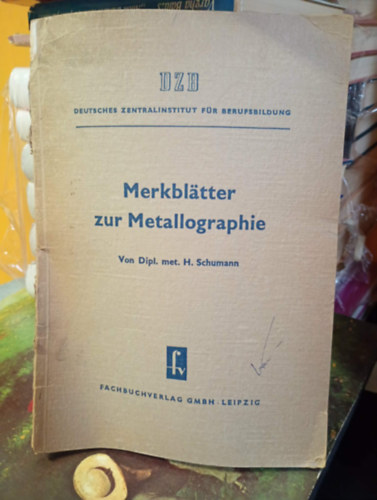 DZB
DEUTSCHES ZENTRALINSTITUT FÜR BERUFSBILDUNG
Merkblätter
zur Metallographie
Von Dipl. met. H. Schumann
fv
FACHBUCHVERLAG GMBH · LEIPZIG